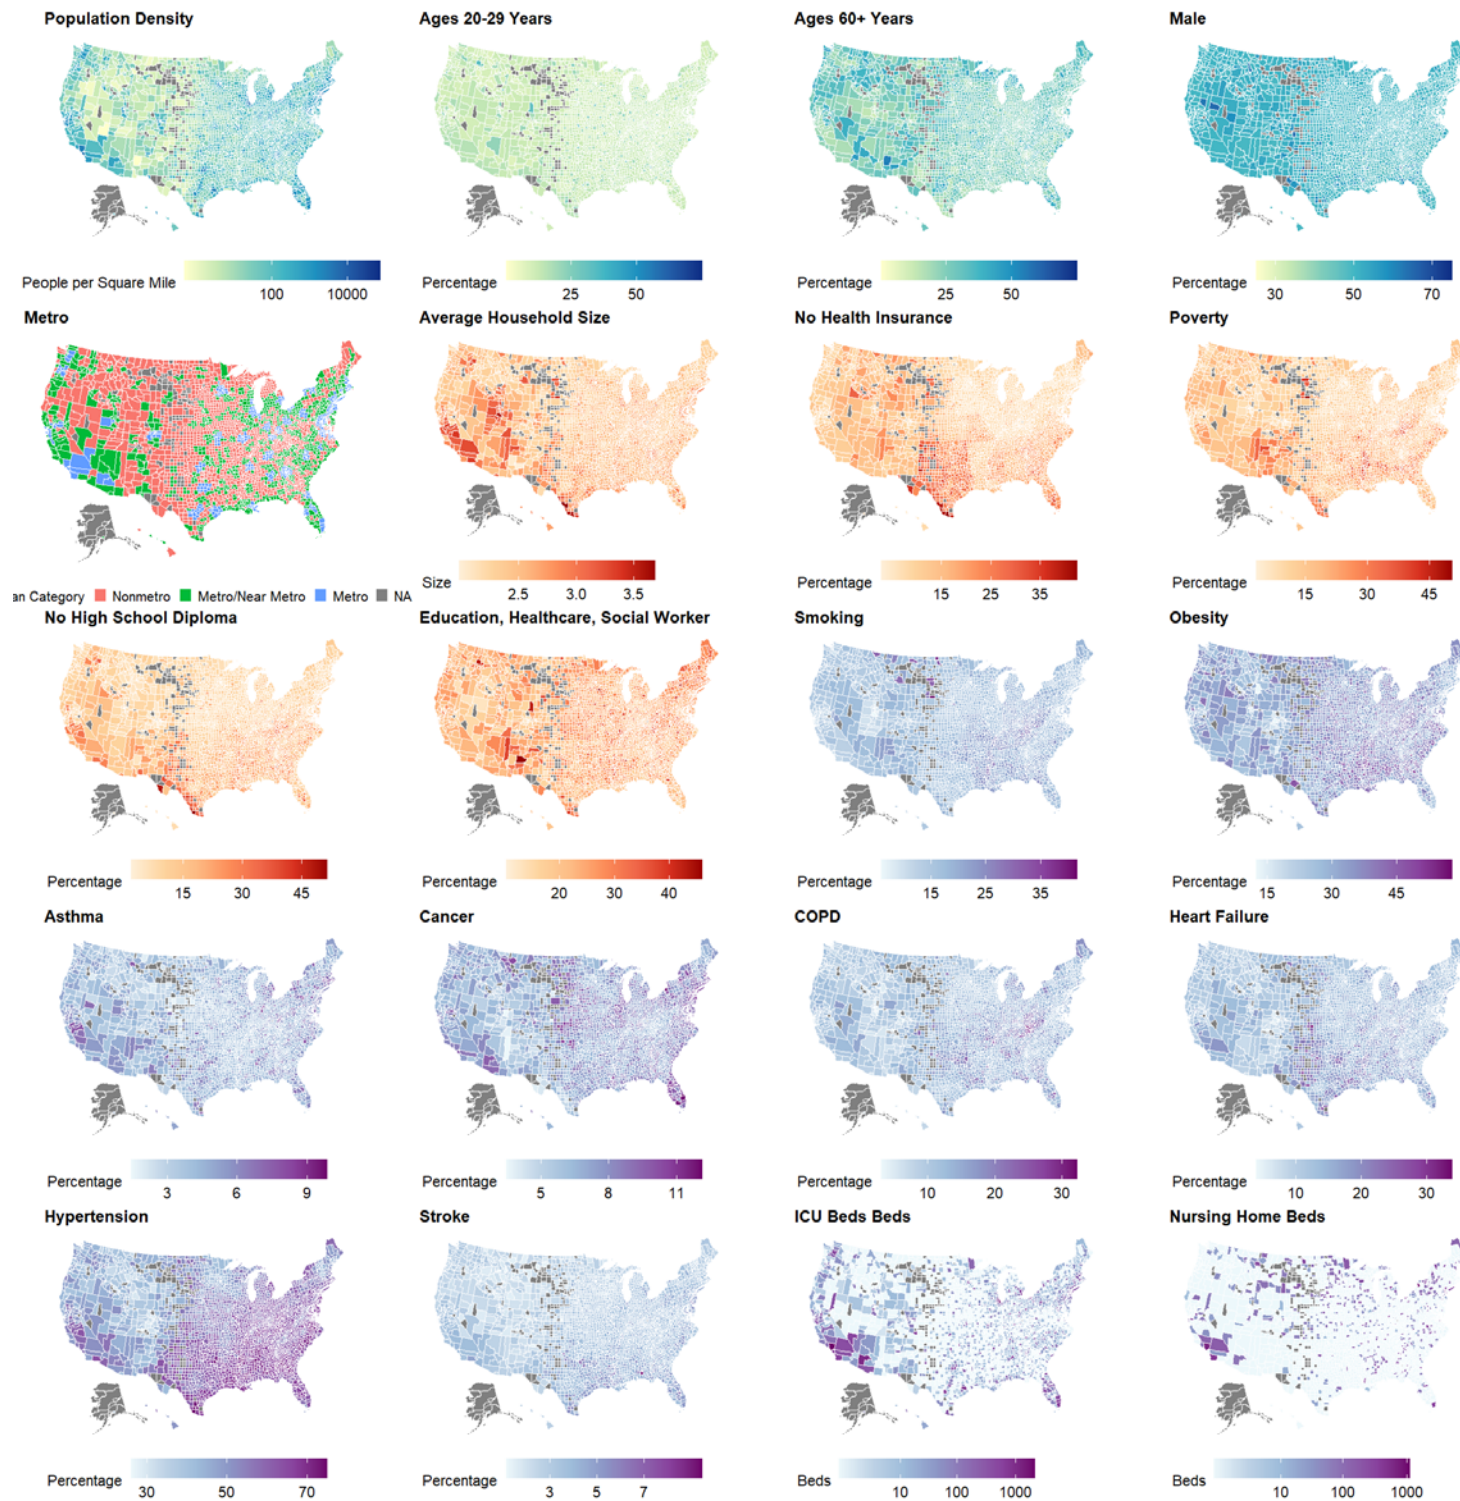 Population Density
Ages 20-29 Years
Ages 60+ Years
Male
People per Square Mile
100 10000
Percentage
25 50
Percentage
25 50
Percentage
30 50 70
Metro
Average Household Size
No Health Insurance
Poverty
an Category Nonmetro Metro/Near Metro Metro NA
Size
2.5 3.0 3.5
Percentage
15 25 35
Percentage
15 30 45
No High School Diploma
Education, Healthcare, Social Worker
Smoking
Obesity
Percentage
15 30 45
Percentage
20 30 40
Percentage
15 25 35
Percentage
15 30 45
Asthma
Cancer
COPD
Heart Failure
Percentage
3 6 9
Percentage
5 8 11
Percentage
10 20 30
Percentage
10 20 30
Hypertension
Stroke
ICU Beds Beds
Nursing Home Beds
Percentage
30 50 70
Percentage
3 5 7
Beds
10 100 1000
Beds
10 100 1000